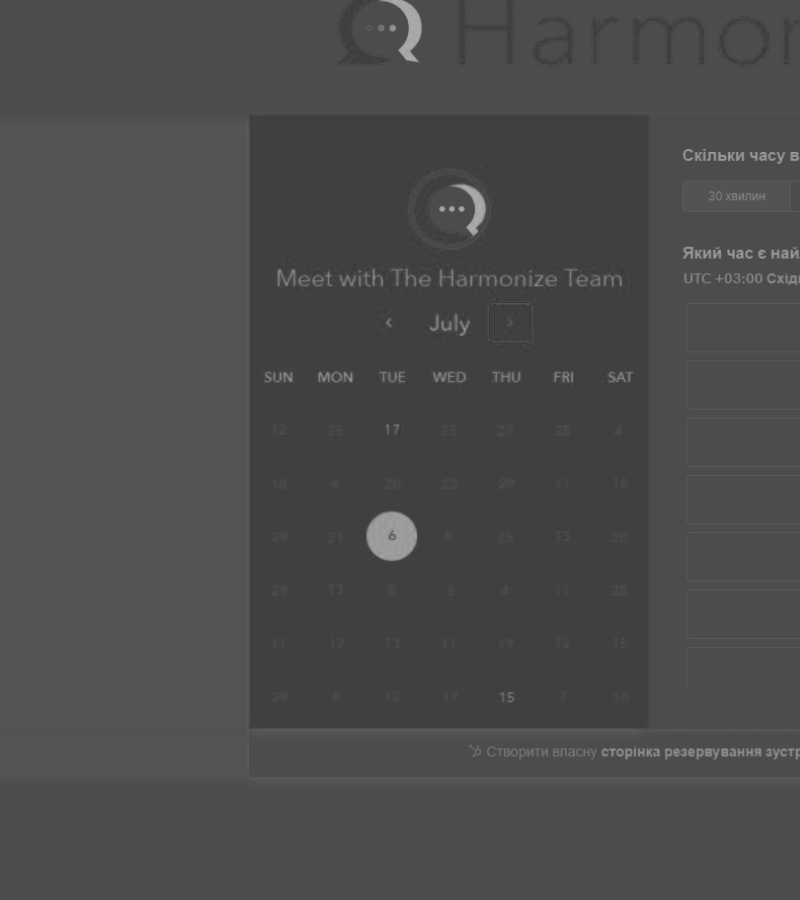 Harmon
Meet with The Harmonize Team
‹ July ›
SUN MON TUE WED THU FRI SAT
12 25 17 25 27 28 4
18 4 20 22 29 11 16
29 21 6 5 25 13 20
29 13 5 3 4 11 28
11 17 13 11 19 12 15
29 8 12 17 15 7 10
Скільки часу в
30 хвилин
Який час є най
UTC +03:00 Східн
Створити власну сторінка резервування зустр